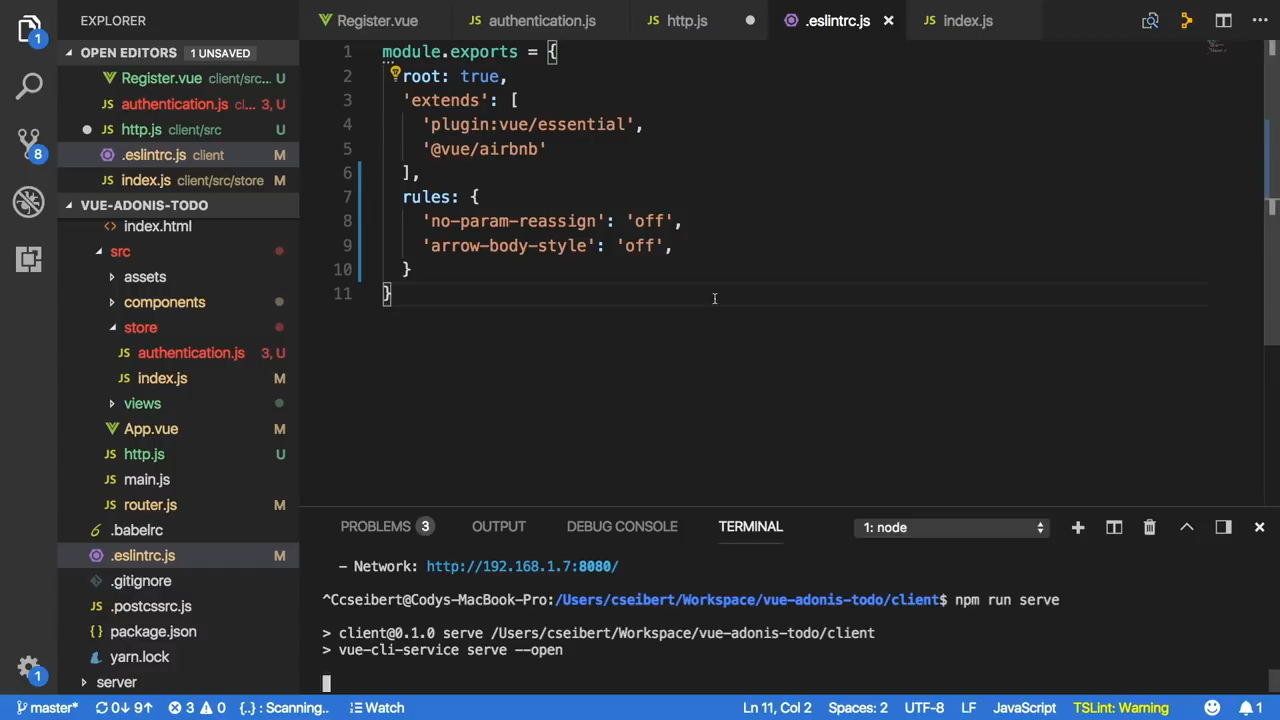 EXPLORER
OPEN EDITORS 1 UNSAVED
Register.vue client/src... U
authentication.js cl... 3, U
http.js client/src U
.eslintrc.js client M
index.js client/src/store M
VUE-ADONIS-TODO
index.html
src
assets
components
store
authentication.js 3, U
index.js M
views
App.vue M
http.js U
main.js
router.js M
.babelrc
.eslintrc.js M
.gitignore
.postcssrc.js
package.json
yarn.lock
server
1
8
1
Register.vue
JS authentication.js
JS http.js
.eslintrc.js
JS index.js
1 module.exports = {
2 root: true,
3 'extends': [
4 'plugin:vue/essential',
5 '@vue/airbnb'
6 ],
7 rules: {
8 'no-param-reassign': 'off',
9 'arrow-body-style': 'off',
10 }
11 }
PROBLEMS 3 OUTPUT DEBUG CONSOLE TERMINAL 1: node
- Network: http://192.168.1.7:8080/
^Ccseibert@Codys-MacBook-Pro:/Users/cseibert/Workspace/vue-adonis-todo/client$ npm run serve
> client@0.1.0 serve /Users/cseibert/Workspace/vue-adonis-todo/client
> vue-cli-service serve --open
master* 0↓ 9↑ 3 0 {..} : Scanning.. Watch Ln 11, Col 2 Spaces: 2 UTF-8 LF JavaScript TSLint: Warning 1